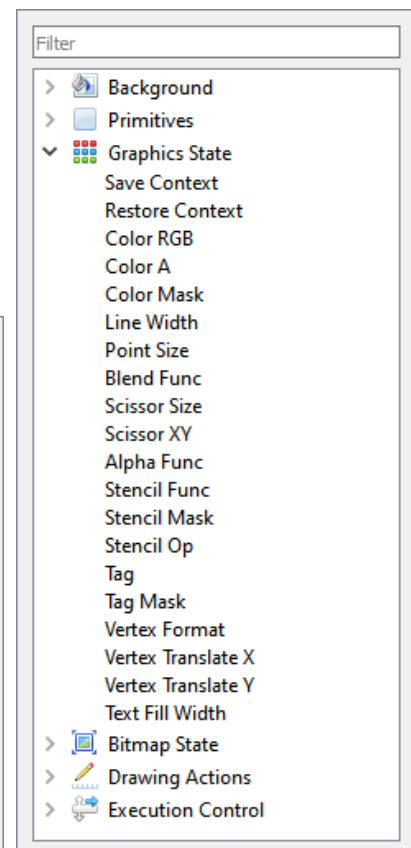 Filter
Background
Primitives
Graphics State
Save Context
Restore Context
Color RGB
Color A
Color Mask
Line Width
Point Size
Blend Func
Scissor Size
Scissor XY
Alpha Func
Stencil Func
Stencil Mask
Stencil Op
Tag
Tag Mask
Vertex Format
Vertex Translate X
Vertex Translate Y
Text Fill Width
Bitmap State
Drawing Actions
Execution Control